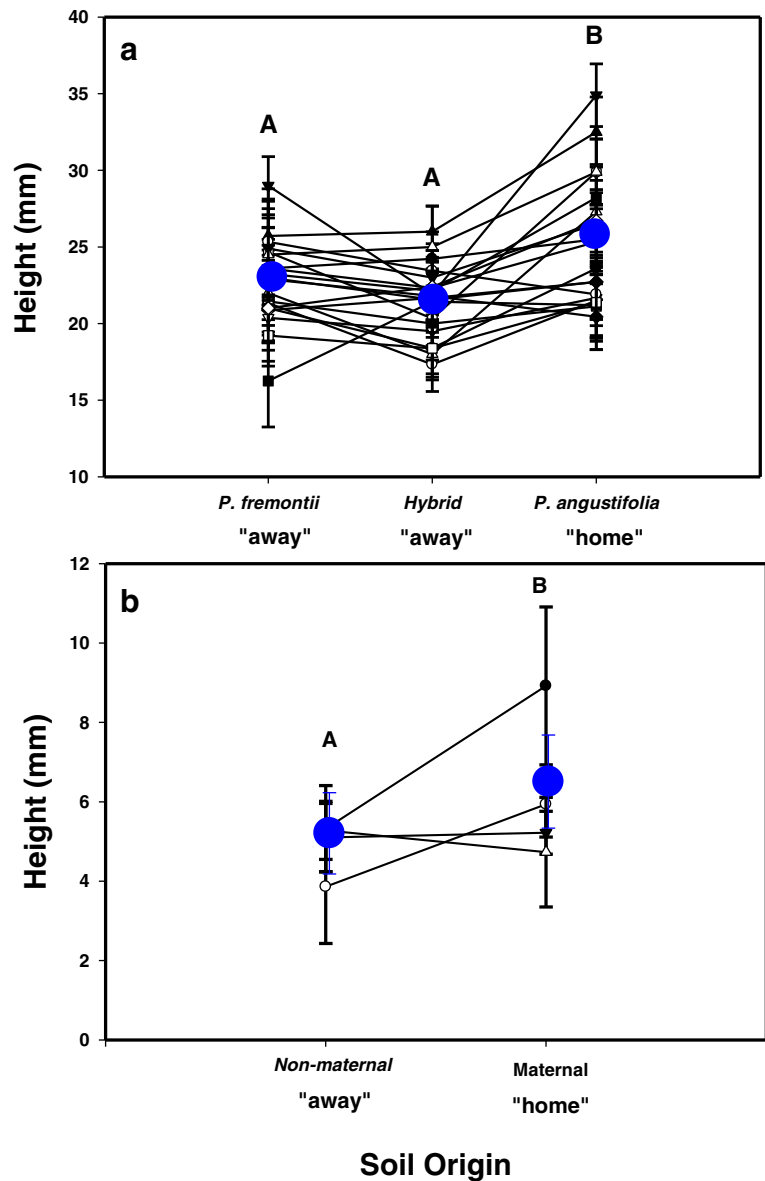 40
a
B
35
A
30
A
Height (mm)
25
20
15
10
P. fremontii Hybrid P. angustifolia
"away" "away" "home"
12
b
B
10
8
A
Height (mm)
6
4
2
0
Non-maternal Maternal
"away" "home"
Soil Origin